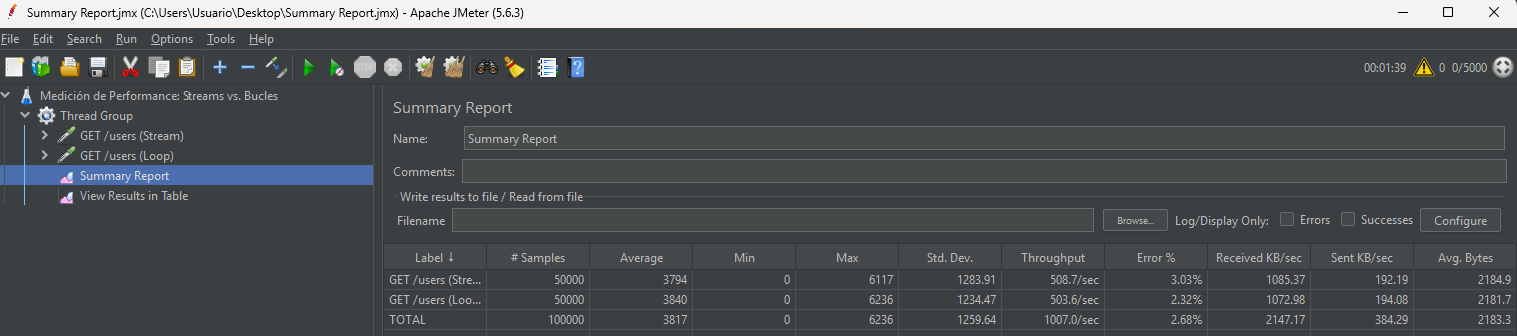 Summary Report.jmx (C:\Users\Usuario\Desktop\Summary Report.jmx) - Apache JMeter (5.6.3)
File Edit Search Run Options Tools Help
STOP 00:01:39 0 0/5000
Medición de Performance: Streams vs. Bucles
Thread Group
GET /users (Stream)
GET /users (Loop)
Summary Report
View Results in Table
Summary Report
Name: Summary Report
Comments:
Write results to file / Read from file
Filename Browse... Log/Display Only: Errors Successes Configure
Label ↓ # Samples Average Min Max Std. Dev. Throughput Error % Received KB/sec Sent KB/sec Avg. Bytes
GET /users (Stre... 50000 3794 0 6117 1283.91 508.7/sec 3.03% 1085.37 192.19 2184.9
GET /users (Loo... 50000 3840 0 6236 1234.47 503.6/sec 2.32% 1072.98 194.08 2181.7
TOTAL 100000 3817 0 6236 1259.64 1007.0/sec 2.68% 2147.17 384.29 2183.3